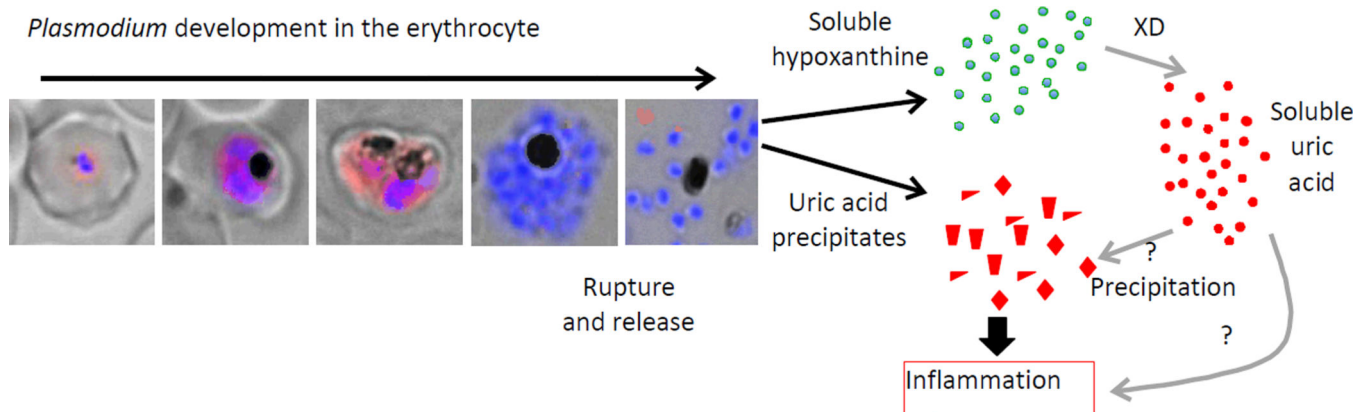 Plasmodium development in the erythrocyte
Soluble
hypoxanthine
XD
Soluble
uric
acid
Uric acid
precipitates
?
Precipitation
Rupture
and release
?
Inflammation